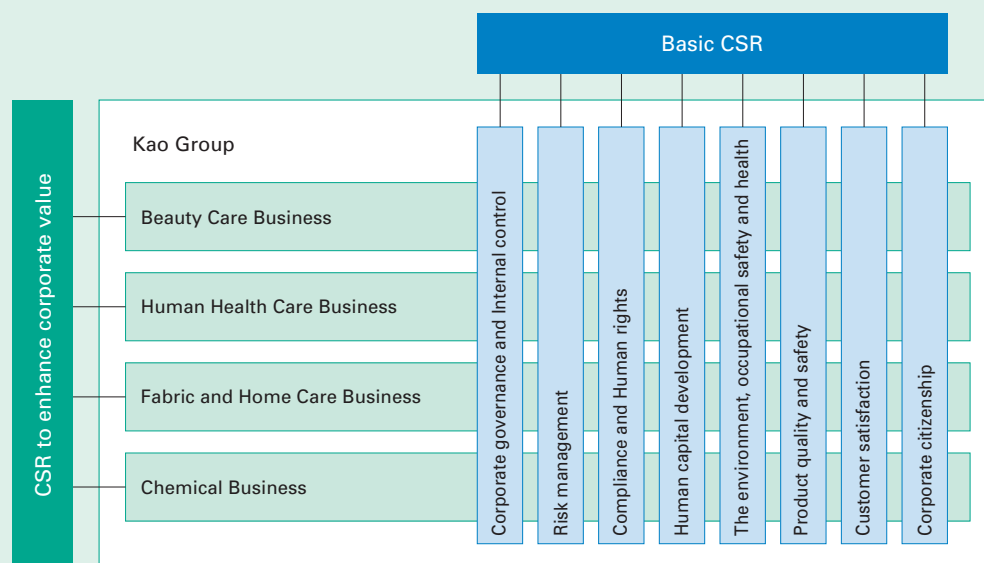 Basic CSR
CSR to enhance corporate value
Kao Group
Beauty Care Business
Human Health Care Business
Fabric and Home Care Business
Chemical Business
Corporate governance and Internal control
Risk management
Compliance and Human rights
Human capital development
The environment, occupational safety and health
Product quality and safety
Customer satisfaction
Corporate citizenship